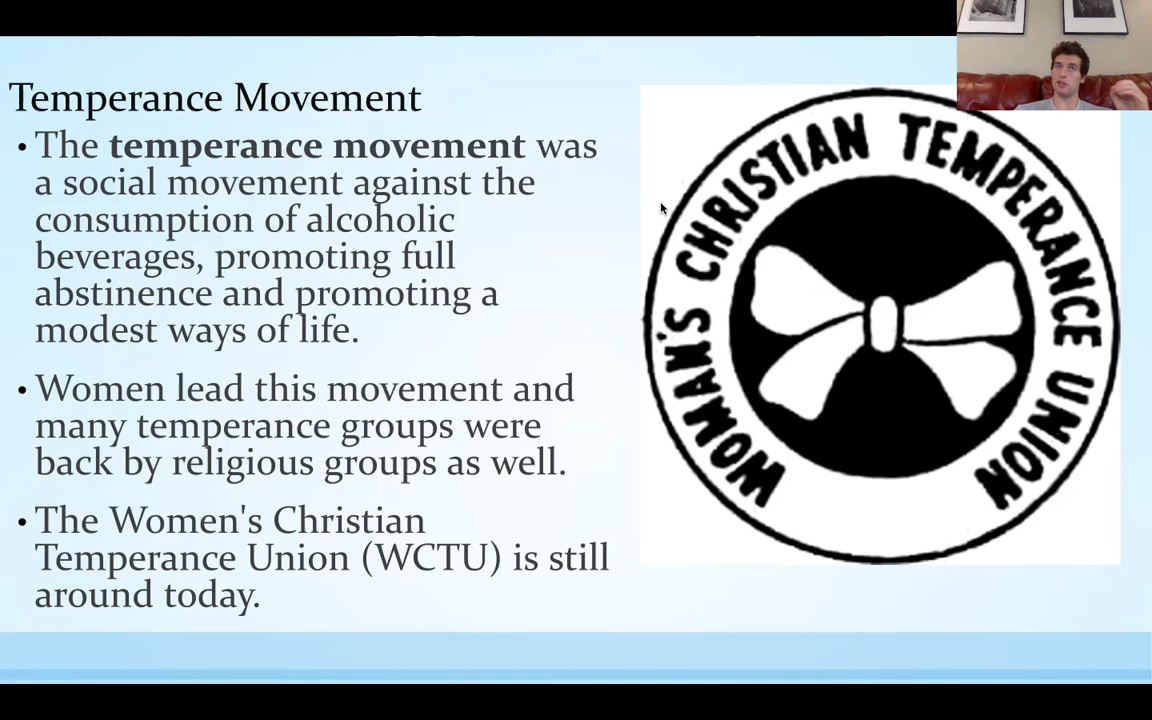 Temperance Movement
• The temperance movement was
a social movement against the
consumption of alcoholic
beverages, promoting full
abstinence and promoting a
modest ways of life.
• Women lead this movement and
many temperance groups were
back by religious groups as well.
• The Women's Christian
Temperance Union (WCTU) is still
around today.
WOMAN'S CHRISTIAN TEMPERANCE UNION